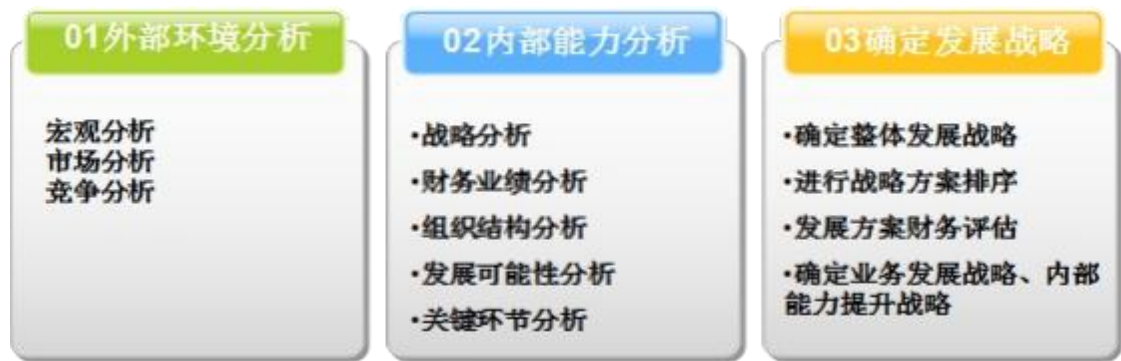 01外部环境分析
宏观分析
市场分析
竞争分析
02内部能力分析
·战略分析
·财务业绩分析
·组织结构分析
·发展可能性分析
·关键环节分析
03确定发展战略
·确定整体发展战略
·进行战略方案排序
·发展方案财务评估
·确定业务发展战略、内部
能力提升战略